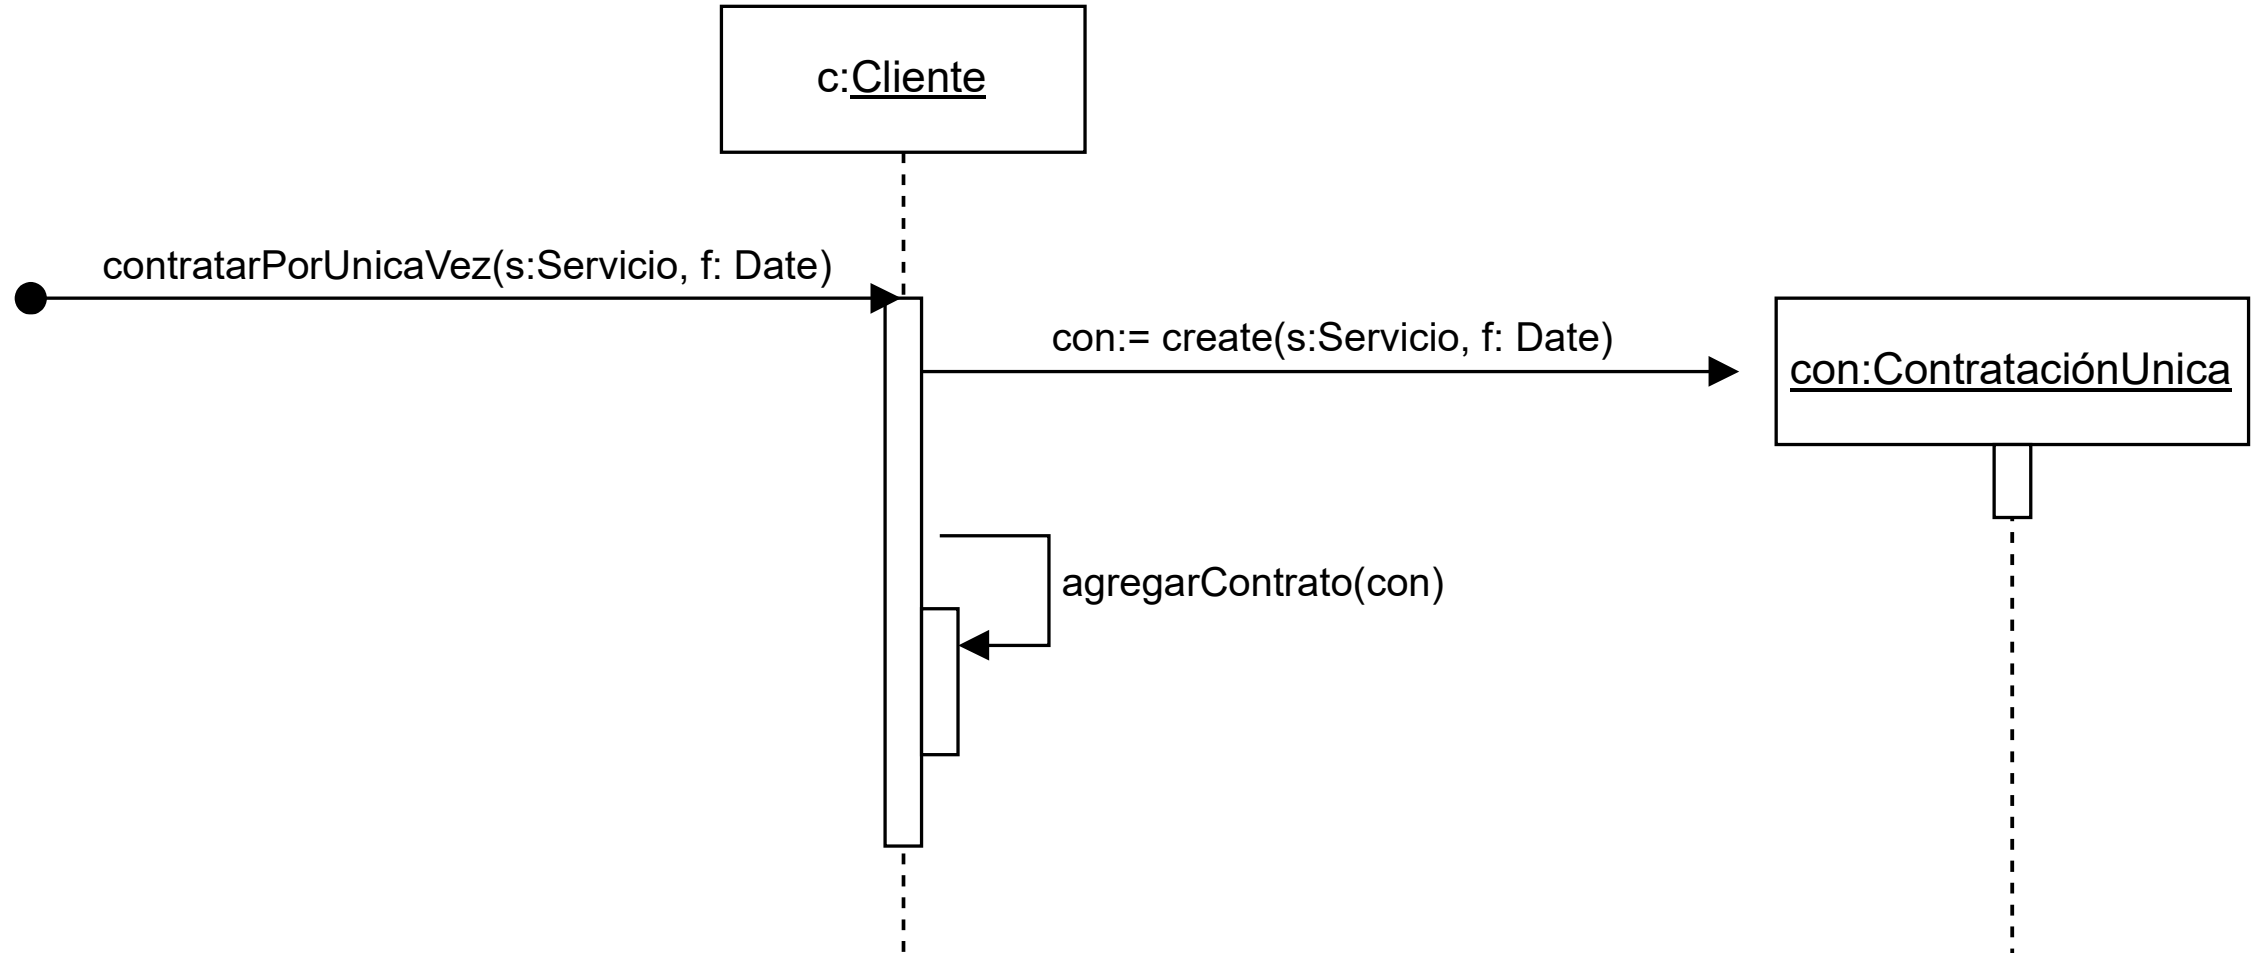 c:Cliente
contratarPorUnicaVez(s:Servicio, f: Date)
con:= create(s:Servicio, f: Date)
con:ContrataciónUnica
agregarContrato(con)